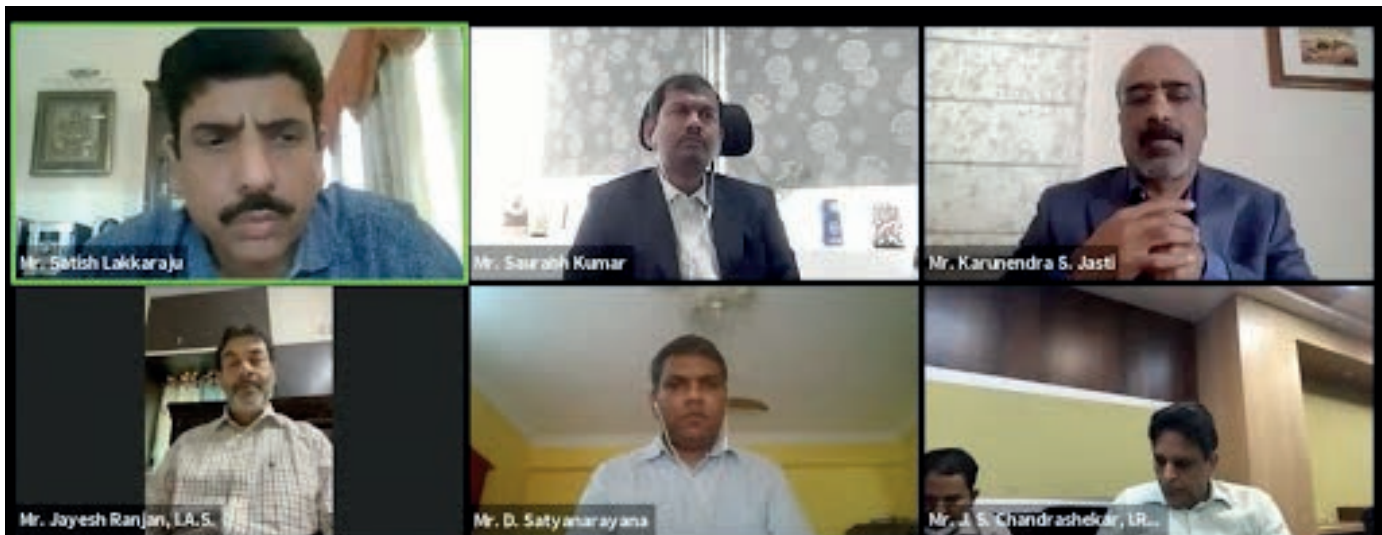 Mr. Satish Lakkaraju
Mr. Saurabh Kumar
Mr. Karunendra S. Jasti
Mr. Jayesh Ranjan, I.A.S.
Mr. D. Satyanarayana
Mr. J. S. Chandrashekar, I.R...